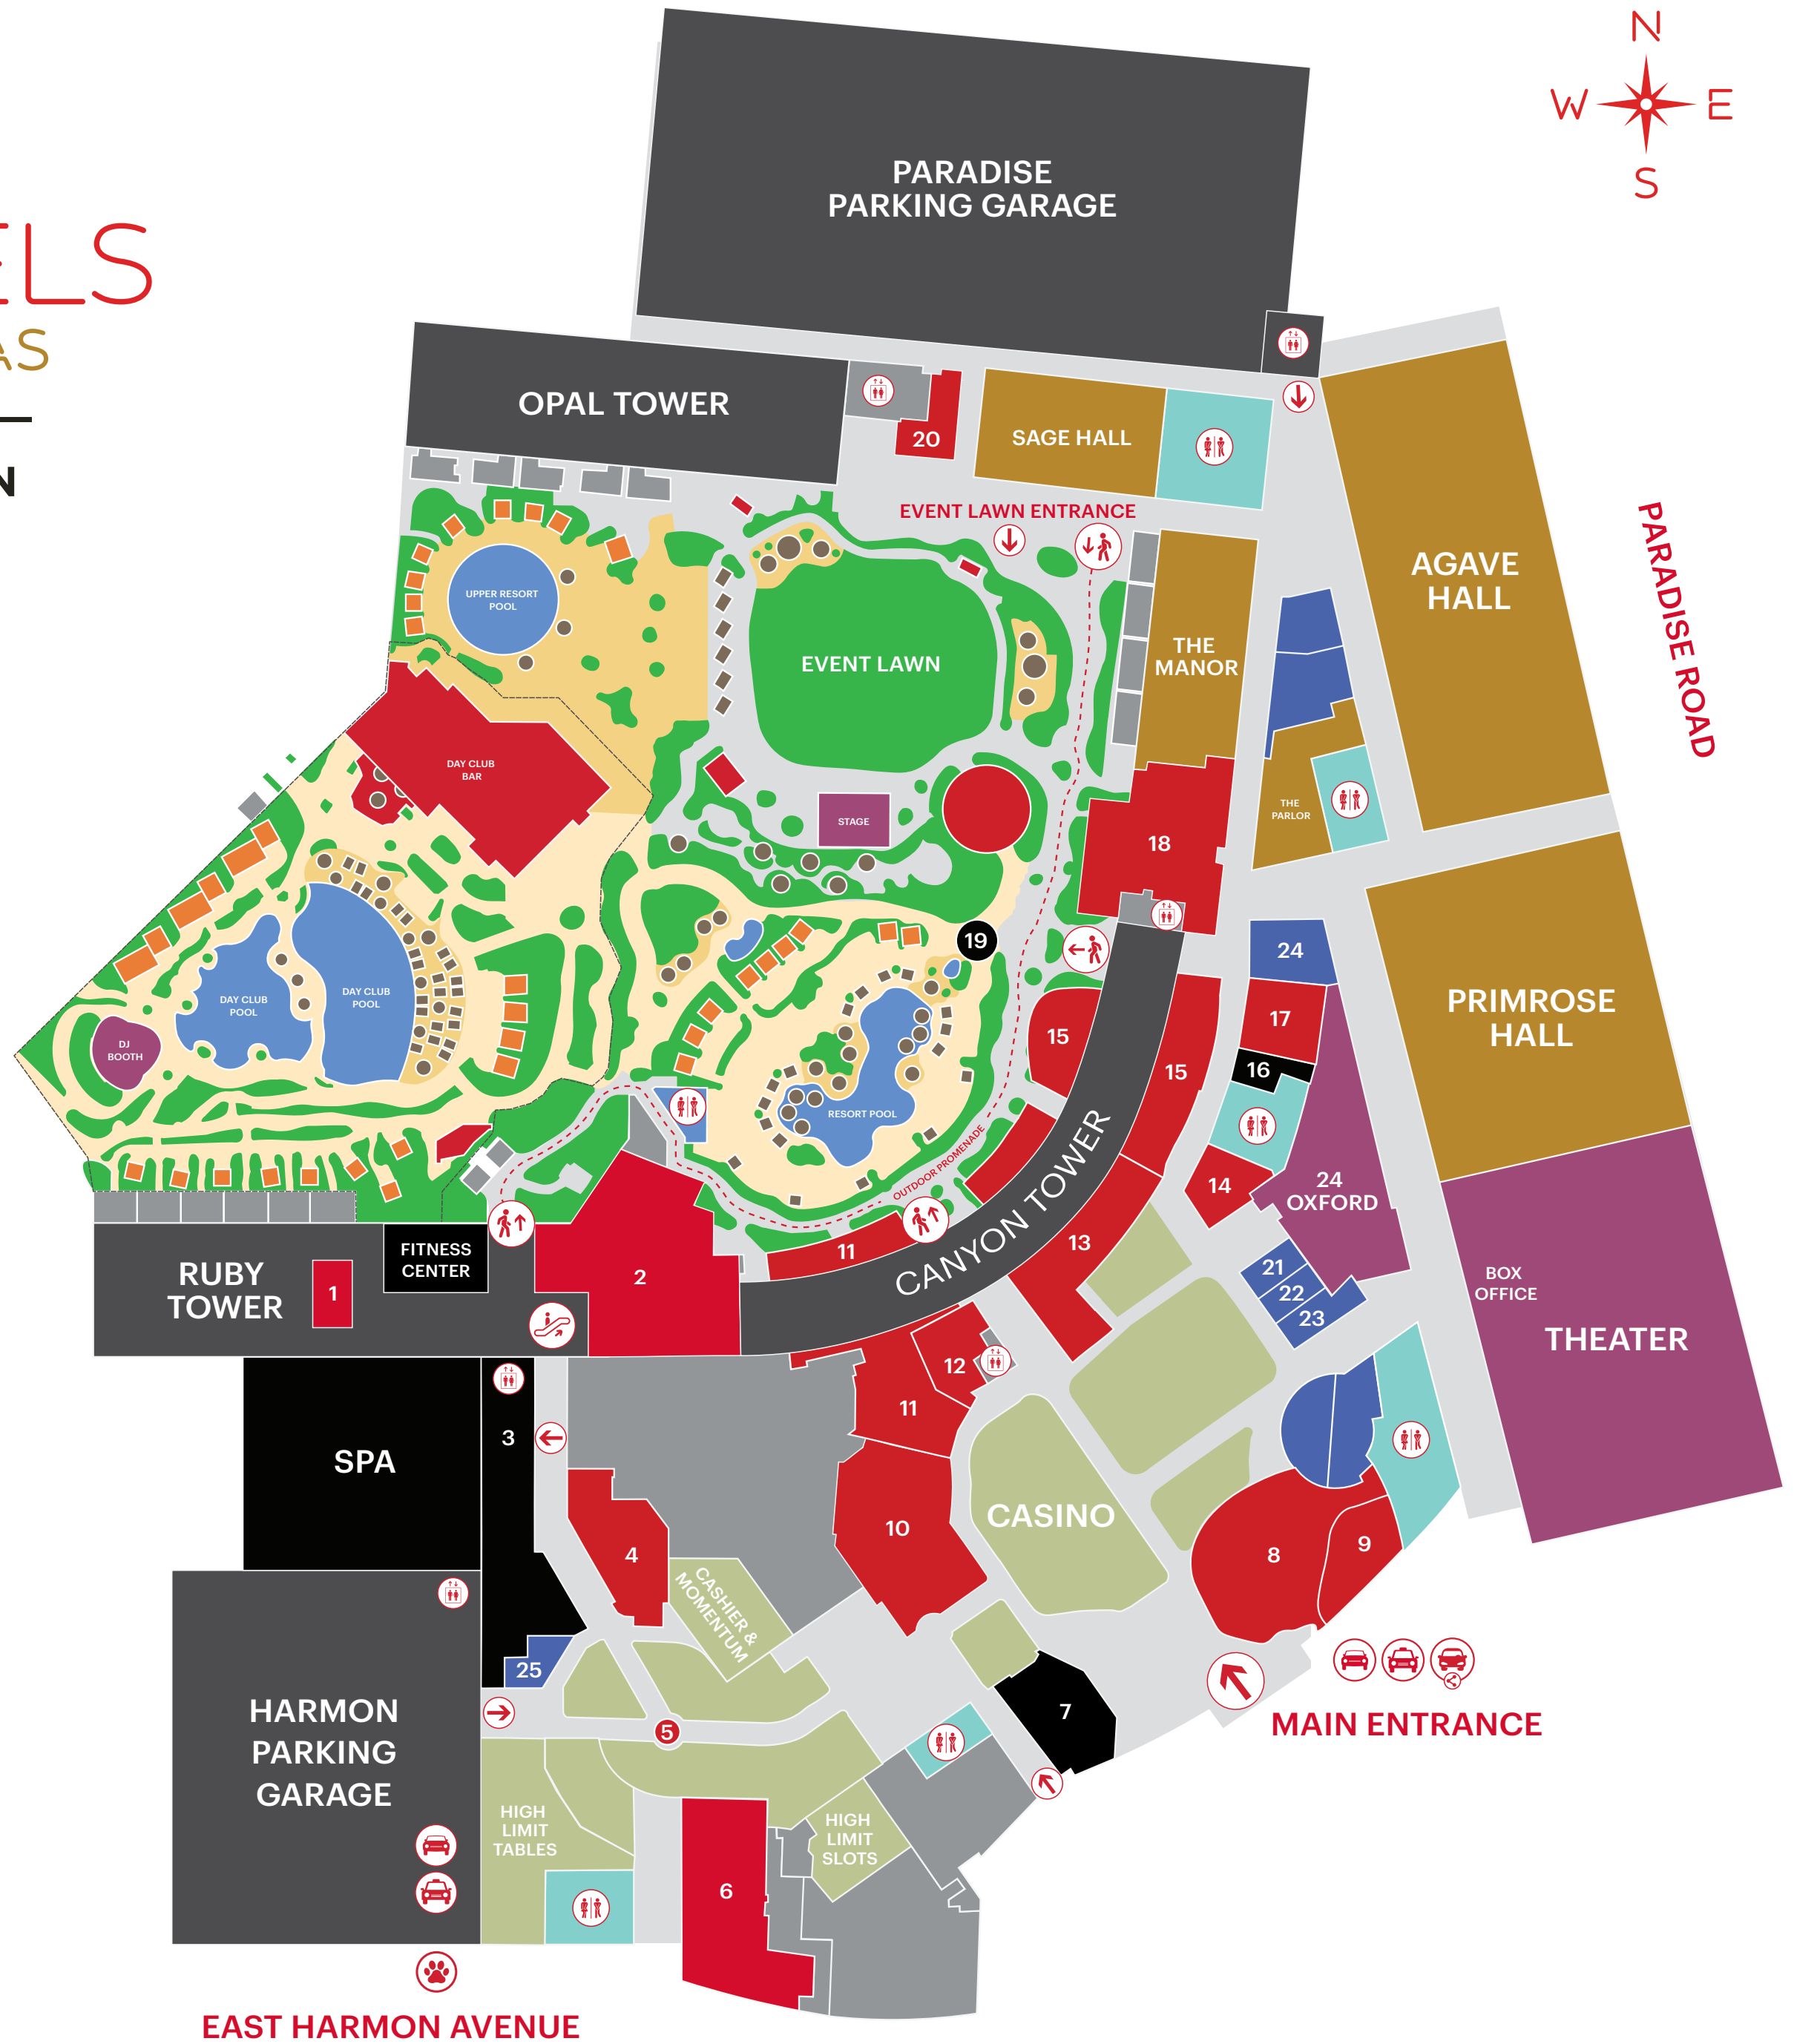 N
W E
S
ELS
AS
N
PARADISE
PARKING GARAGE
OPAL TOWER
20
SAGE HALL
EVENT LAWN ENTRANCE
AGAVE
HALL
PARADISE ROAD
UPPER RESORT
POOL
EVENT LAWN
THE
MANOR
DAY CLUB
BAR
STAGE
THE
PARLOR
18
19
24
DAY CLUB
POOL
DAY CLUB
POOL
DJ
BOOTH
PRIMROSE
HALL
17
15
15
16
RESORT POOL
OUTDOOR PROMENADE
CANYON TOWER
14
24
OXFORD
13
11
RUBY
TOWER
1
FITNESS
CENTER
2
21
22
23
BOX
OFFICE
THEATER
12
11
3
SPA
10
CASINO
4
8
9
CASHIER &
MOMENTUM
25
7
5
MAIN ENTRANCE
HARMON
PARKING
GARAGE
HIGH
LIMIT
TABLES
HIGH
LIMIT
SLOTS
6
EAST HARMON AVENUE